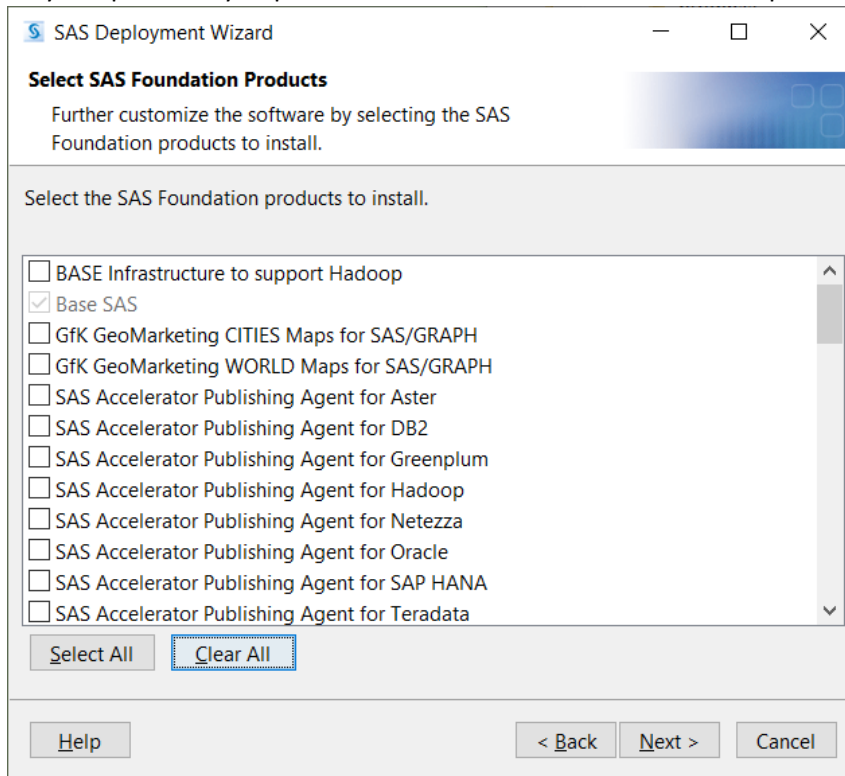 SAS Deployment Wizard
Select SAS Foundation Products
Further customize the software by selecting the SAS
Foundation products to install.
Select the SAS Foundation products to install.
BASE Infrastructure to support Hadoop
Base SAS
GfK GeoMarketing CITIES Maps for SAS/GRAPH
GfK GeoMarketing WORLD Maps for SAS/GRAPH
SAS Accelerator Publishing Agent for Aster
SAS Accelerator Publishing Agent for DB2
SAS Accelerator Publishing Agent for Greenplum
SAS Accelerator Publishing Agent for Hadoop
SAS Accelerator Publishing Agent for Netezza
SAS Accelerator Publishing Agent for Oracle
SAS Accelerator Publishing Agent for SAP HANA
SAS Accelerator Publishing Agent for Teradata
Select All Clear All
Help < Back Next > Cancel